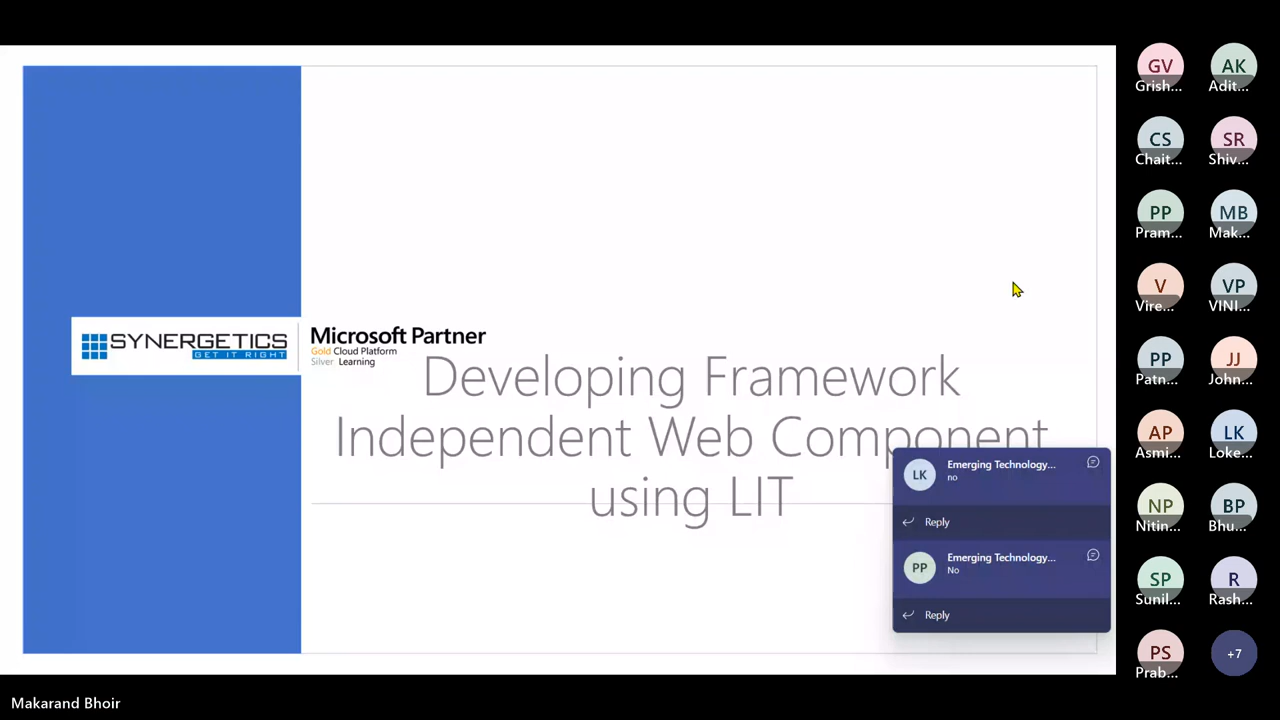 SYNERGETICS
GET IT RIGHT
Microsoft Partner
Gold Cloud Platform
Silver Learning
Developing Framework
Independent Web Component
using LIT
LK
Emerging Technology...
no
Reply
PP
Emerging Technology...
No
Reply
GV
Grish...
AK
Adit...
CS
Chait...
SR
Shiv...
PP
Pram...
MB
Mak...
V
Vire...
VP
VINI...
PP
Patn...
JJ
John...
AP
Asmi...
LK
Loke...
NP
Nitin...
BP
Bhu...
SP
Sunil...
R
Rash...
PS
Prab...
+7
Makarand Bhoir